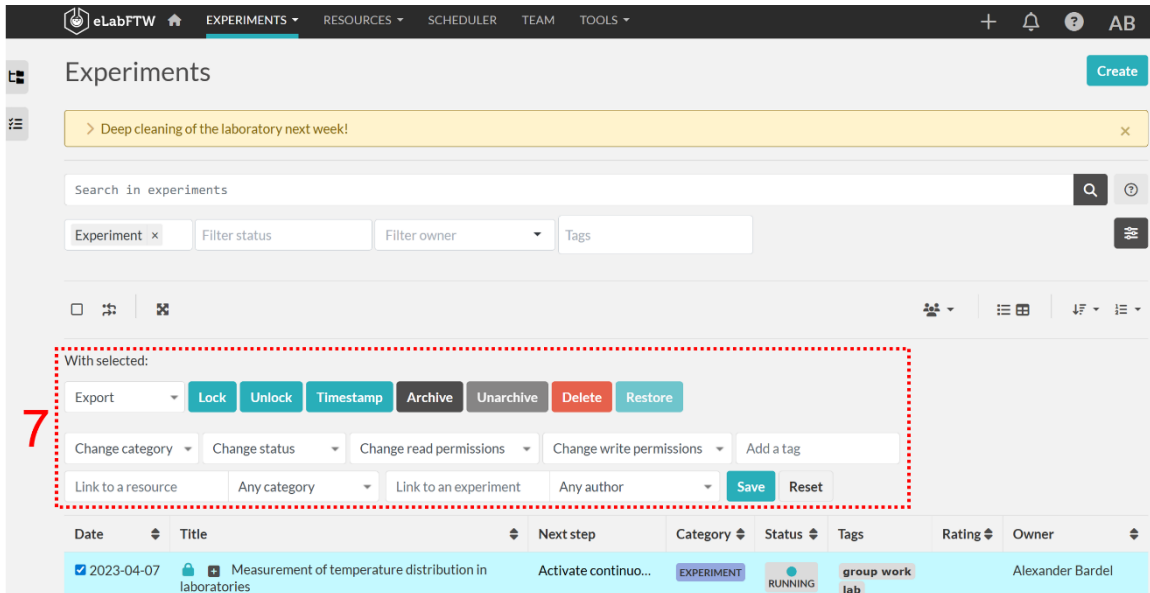 eLabFTW EXPERIMENTS RESOURCES SCHEDULER TEAM TOOLS AB
Experiments Create
Deep cleaning of the laboratory next week! ×
Search in experiments
Experiment × Filter status Filter owner Tags
With selected:
Export Lock Unlock Timestamp Archive Unarchive Delete Restore
7
Change category Change status Change read permissions Change write permissions Add a tag
Link to a resource Any category Link to an experiment Any author Save Reset
Date Title Next step Category Status Tags Rating Owner
2023-04-07 Measurement of temperature distribution in Activate continuo... EXPERIMENT RUNNING group work Alexander Bardel
laboratories lab